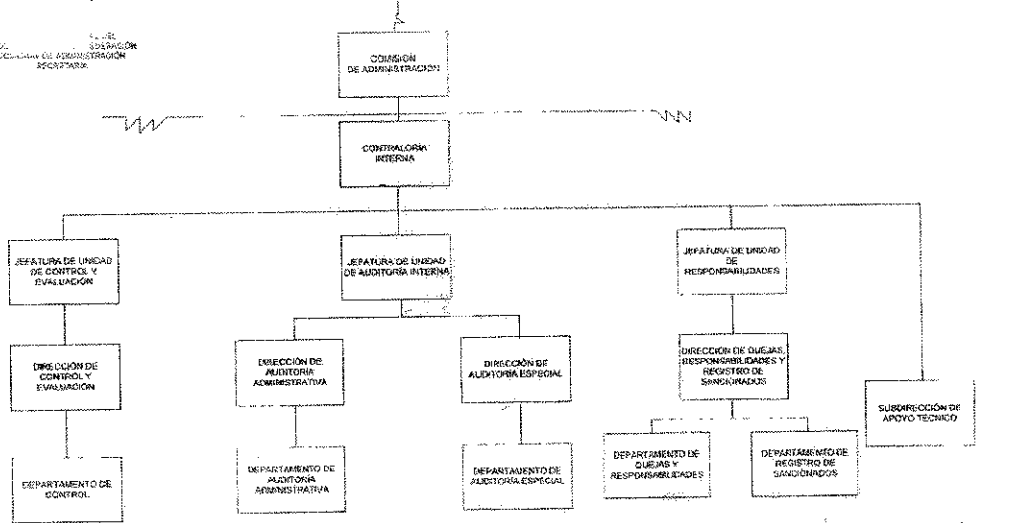 DE ADMINISTRACIÓN
SECRETARÍA
COMISIÓN
DE ADMINISTRACIÓN
CONTRALORÍA
INTERNA
JEFATURA DE UNIDAD
DE CONTROL Y
EVALUACIÓN
JEFATURA DE UNIDAD
DE AUDITORÍA INTERNA
JEFATURA DE UNIDAD
DE
RESPONSABILIDADES
DIRECCIÓN DE
CONTROL Y
EVALUACIÓN
DIRECCIÓN DE
AUDITORÍA
ADMINISTRATIVA
DIRECCIÓN DE
AUDITORÍA ESPECIAL
DIRECCIÓN DE QUEJAS,
RESPONSABILIDADES Y
REGISTRO DE
SANCIONADOS
SUBDIRECCIÓN DE
APOYO TÉCNICO
DEPARTAMENTO DE
CONTROL
DEPARTAMENTO DE
AUDITORÍA
ADMINISTRATIVA
DEPARTAMENTO DE
AUDITORÍA ESPECIAL
DEPARTAMENTO DE
QUEJAS Y
RESPONSABILIDADES
DEPARTAMENTO DE
REGISTRO DE
SANCIONADOS